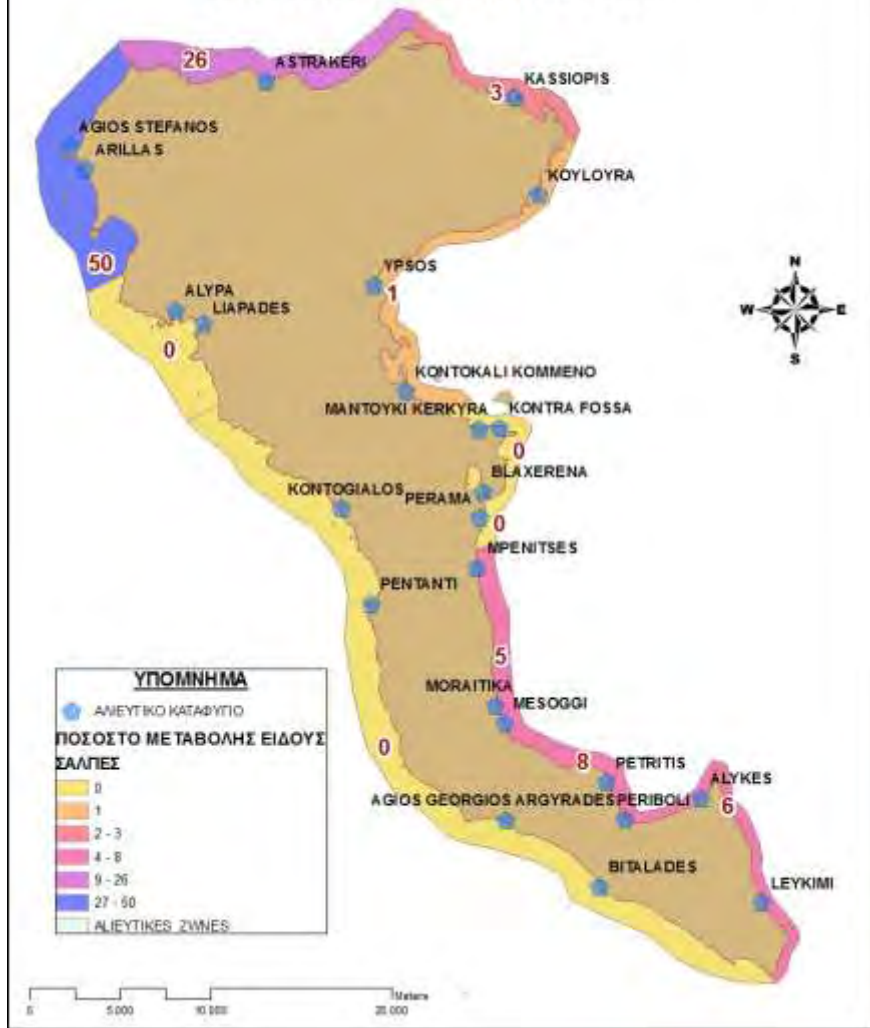 26
ASTRAKERI
KASSIOPIS
3
AGIOS STEFANOS
ARILLAS
KOYLOYRA
50
YPSOS
1
ALYPA
LIAPADES
0
N
W E
S
KONTOKALI KOMMENO
MANTOYKI KERKYRA KONTRA FOSSA
0
BLAXERENA
KONTOGIALOS
PERAMA
0
MPENITSES
PENTANTI
5
MORAITIKA
MESOGGI
0
8
PETRITIS
ALYKES
6
AGIOS GEORGIOS ARGYRADES PERIBOLI
BITALADES
LEYKIMI
ΥΠΟΜΝΗΜΑ
ΑΛΙΕΥΤΙΚΟ ΚΑΤΑΦΥΓΙΟ
ΠΟΣΟΣΤΟ ΜΕΤΑΒΟΛΗΣ ΕΙΔΟΥΣ
ΣΑΛΠΕΣ
0
1
2 - 3
4 - 8
9 - 26
27 - 50
ALIEYTIKES_ZWNES
Meters
0 5.000 10.000 20.000